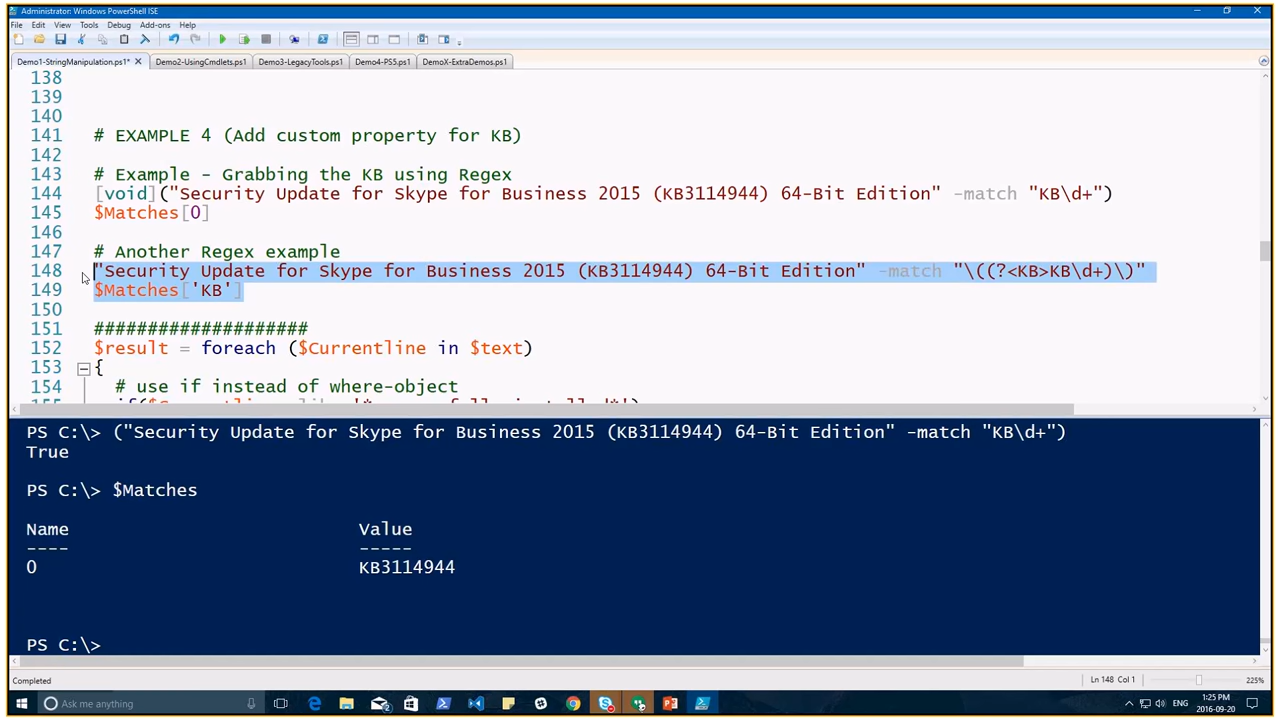 Administrator: Windows PowerShell ISE
File Edit View Tools Debug Add-ons Help
Demo1-StringManipulation.ps1* Demo2-UsingCmdlets.ps1 Demo3-LegacyTools.ps1 Demo4-PS5.ps1 DemoX-ExtraDemos.ps1
138
139
140
141 # EXAMPLE 4 (Add custom property for KB)
142
143 # Example - Grabbing the KB using Regex
144 [void]("Security Update for Skype for Business 2015 (KB3114944) 64-Bit Edition" -match "KB\d+")
145 $Matches[0]
146
147 # Another Regex example
148 "Security Update for Skype for Business 2015 (KB3114944) 64-Bit Edition" -match "\((?<KB>KB\d+)\)"
149 $Matches['KB']
150
151 ####################
152 $result = foreach ($Currentline in $text)
153 {
154 # use if instead of where-object
PS C:\> ("Security Update for Skype for Business 2015 (KB3114944) 64-Bit Edition" -match "KB\d+")
True
PS C:\> $Matches
Name Value
---- -----
0 KB3114944
PS C:\>
Completed Ln 148 Col 1 225%
Ask me anything ENG 1:25 PM
2016-09-20